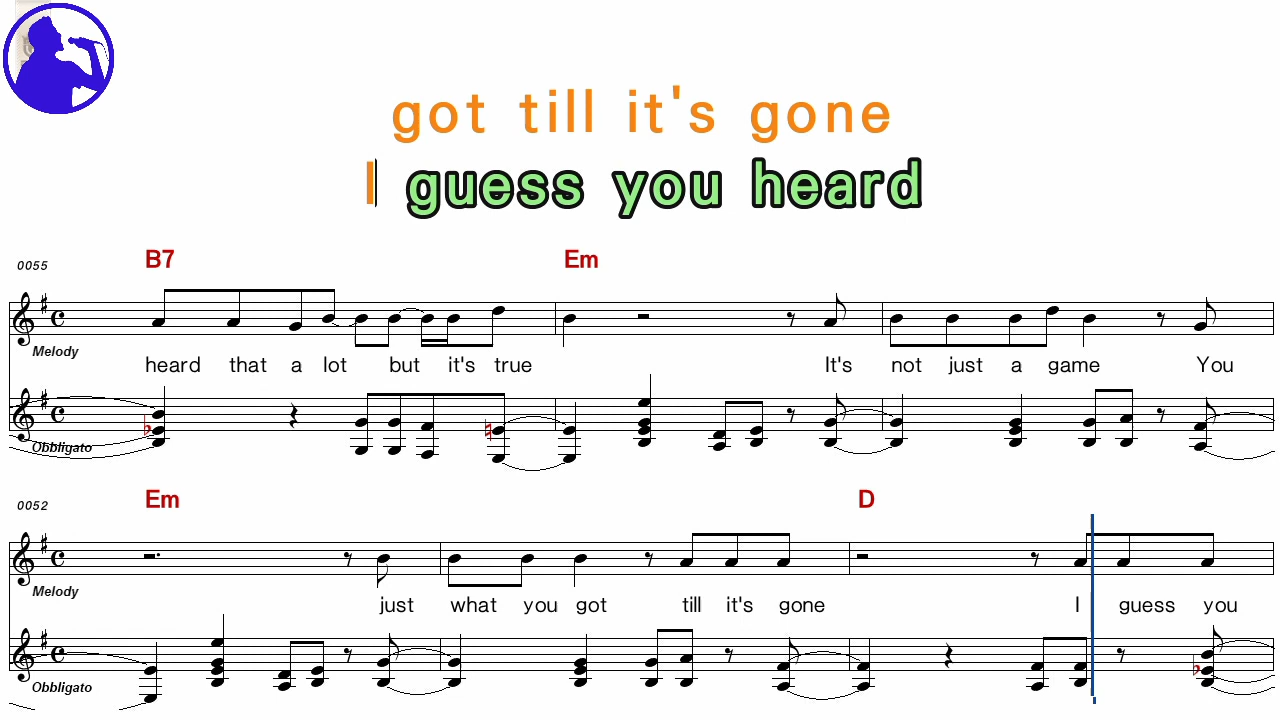 got till it's gone
I guess you heard
0055
B7 Em
Melody
heard that a lot but it's true It's not just a game You
Obbligato
0052
Em D
Melody
just what you got till it's gone I guess you
Obbligato